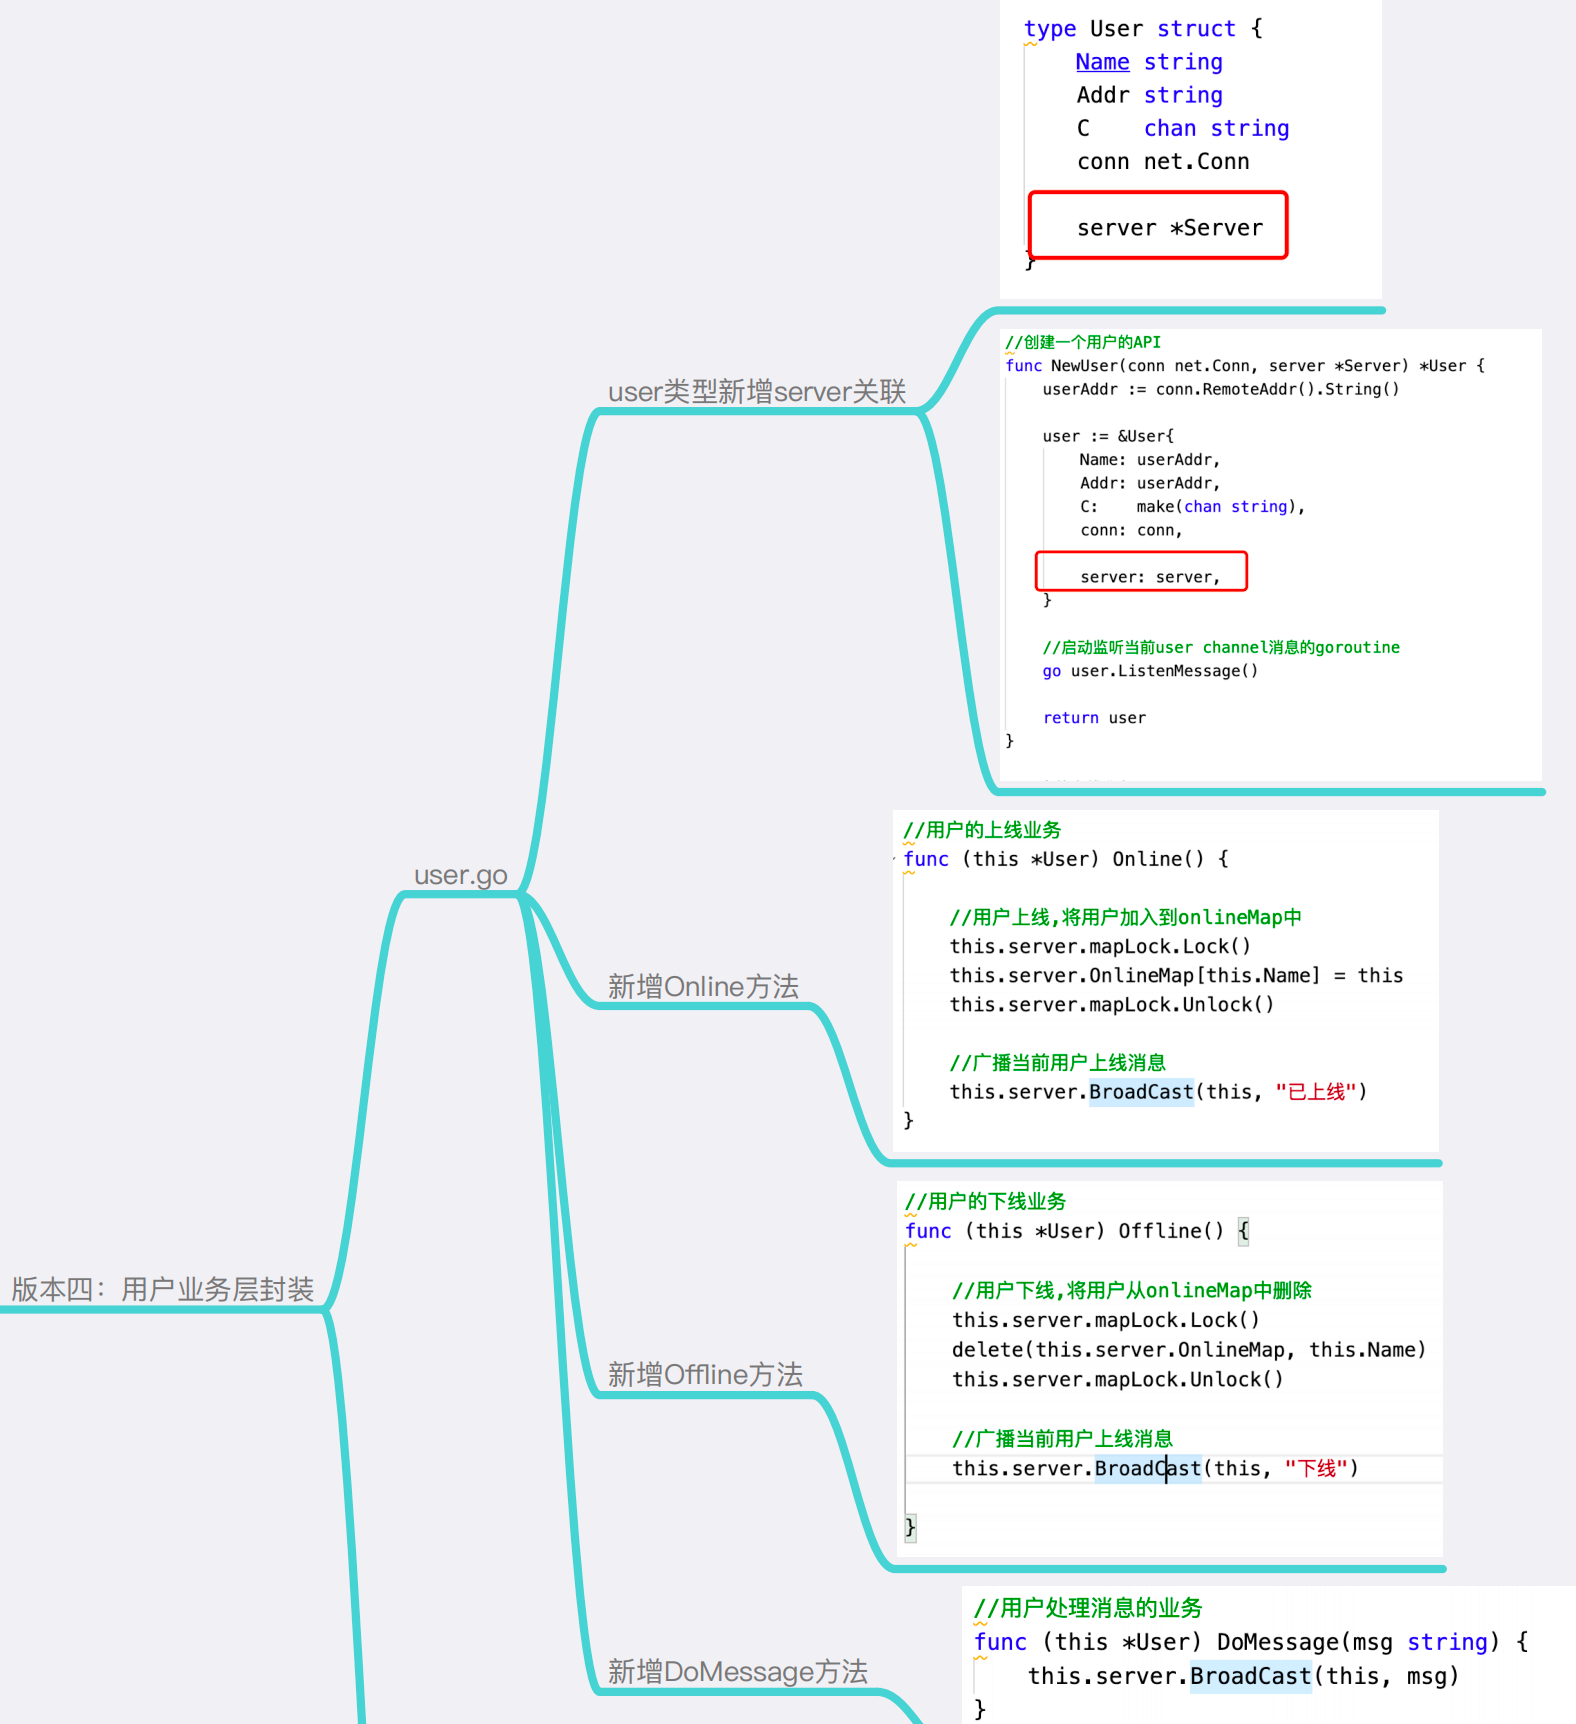 type User struct {
Name string
Addr string
C    chan string
conn net.Conn
server *Server
}
user类型新增server关联
//创建一个用户的API
func NewUser(conn net.Conn, server *Server) *User {
userAddr := conn.RemoteAddr().String()
user := &User{
Name: userAddr,
Addr: userAddr,
C:    make(chan string),
conn: conn,
server: server,
}
//启动监听当前user channel消息的goroutine
go user.ListenMessage()
return user
}
user.go
//用户的上线业务
func (this *User) Online() {
//用户上线,将用户加入到onlineMap中
this.server.mapLock.Lock()
this.server.OnlineMap[this.Name] = this
this.server.mapLock.Unlock()
//广播当前用户上线消息
this.server.BroadCast(this, "已上线")
}
新增Online方法
//用户的下线业务
func (this *User) Offline() {
//用户下线,将用户从onlineMap中删除
this.server.mapLock.Lock()
delete(this.server.OnlineMap, this.Name)
this.server.mapLock.Unlock()
//广播当前用户上线消息
this.server.BroadCast(this, "下线")
}
版本四：用户业务层封装
新增Offline方法
//用户处理消息的业务
func (this *User) DoMessage(msg string) {
this.server.BroadCast(this, msg)
}
新增DoMessage方法